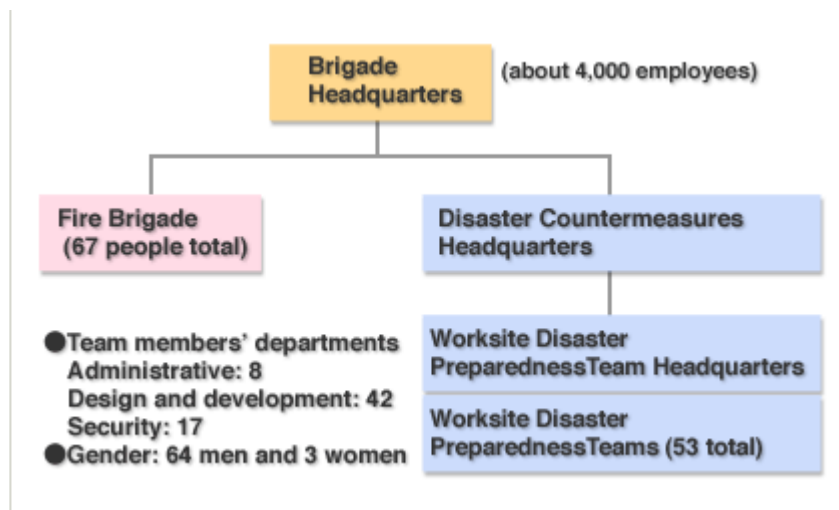 Brigade
Headquarters
(about 4,000 employees)
Fire Brigade
(67 people total)
Disaster Countermeasures
Headquarters
●Team members’ departments
Administrative: 8
Design and development: 42
Security: 17
●Gender: 64 men and 3 women
Worksite Disaster
PreparednessTeam Headquarters
Worksite Disaster
PreparednessTeams (53 total)